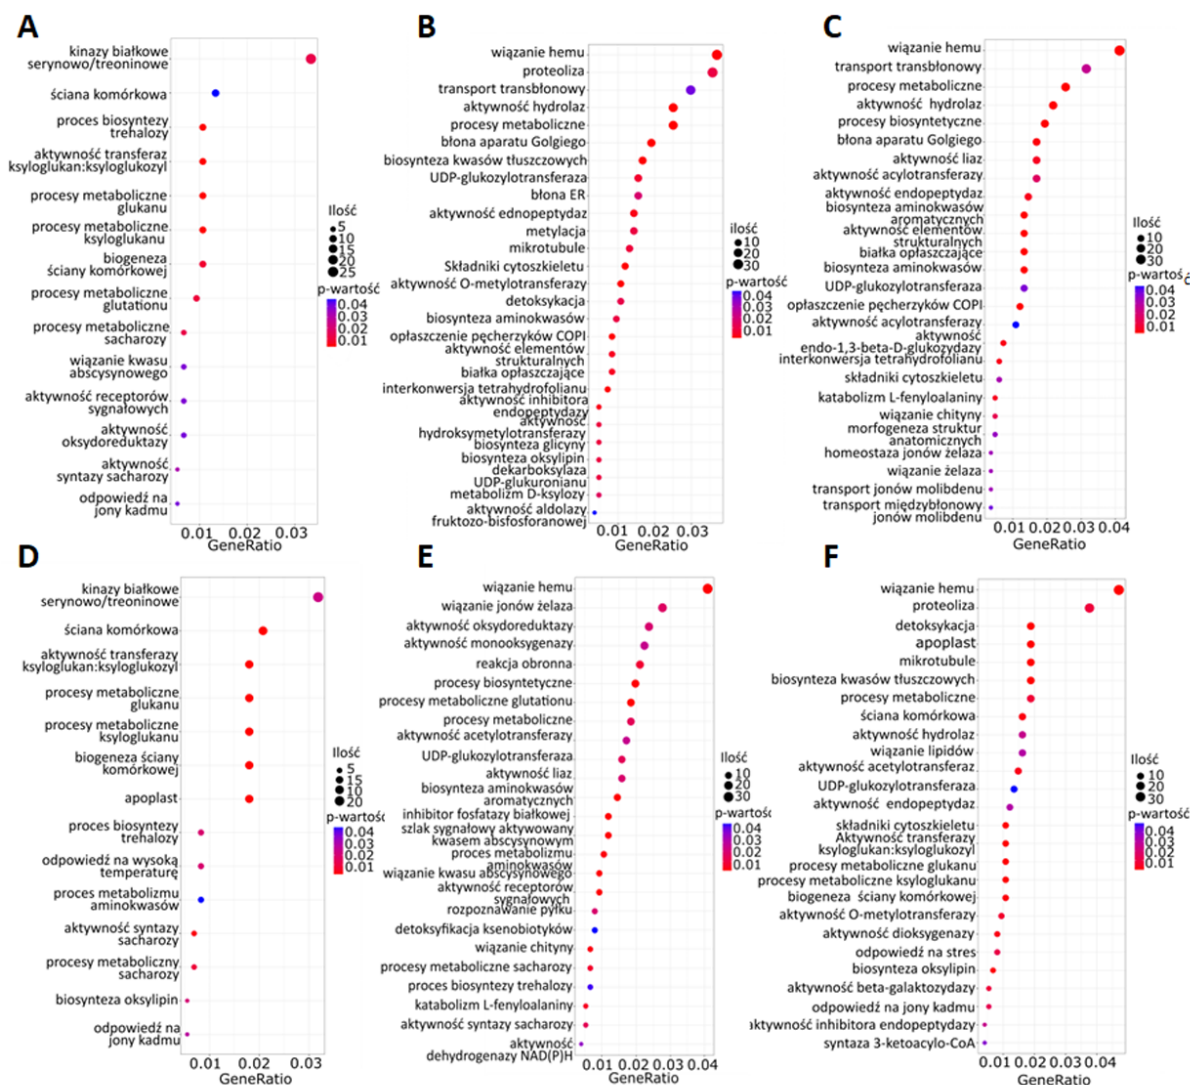 A
kinazy białkowe
serynowo/treoninowe
ściana komórkowa
proces biosyntezy
trehalozy
aktywność transferaz
ksyloglukan:ksyloglukozyl
procesy metaboliczne
glukanu
procesy metaboliczne
ksyloglukanu
biogeneza
ściany komórkowej
procesy metaboliczne
glutationu
procesy metaboliczne
sacharozy
wiązanie kwasu
abscysynowego
aktywność receptorów
sygnałowych
aktywność
oksydoreduktazy
aktywność
syntazy sacharozy
odpowiedź na
jony kadmu
0.01 0.02 0.03
GeneRatio
Ilość
5
10
15
20
25
p-wartość
0.04
0.03
0.02
0.01
B
wiązanie hemu
proteoliza
transport transbłonowy
aktywność hydrolaz
procesy metaboliczne
błona aparatu Golgiego
biosynteza kwasów tłuszczowych
UDP-glukozylotransferaza
błona ER
aktywność ednopeptydaz
metylacja
mikrotubule
Składniki cytoszkieletu
aktywność O-metylotransferazy
detoksykacja
biosynteza aminokwasów
opłaszczenie pęcherzyków COPI
aktywność elementów
strukturalnych
białka opłaszczające
interkonwersja tetrahydrofolianu
aktywność inhibitora
endopeptydazy
aktywność
hydroksymetylotransferazy
biosynteza glicyny
biosynteza oksylipin
dekarboksylaza
UDP-glukuronianu
metabolizm D-ksylozy
aktywność aldolazy
fruktozo-bisfosforanowej
0.01 0.02 0.03
GeneRatio
ilość
10
20
30
p-wartość
0.04
0.03
0.02
0.01
C
wiązanie hemu
transport transbłonowy
procesy metaboliczne
aktywność hydrolaz
procesy biosyntetyczne
błona aparatu Golgiego
aktywność liaz
aktywność acylotransferazy
aktywność endopeptydaz
biosynteza aminokwasów
aromatycznych
aktywność elementów
strukturalnych
białka opłaszczające
biosynteza aminokwasów
UDP-glukozylotransferaza
opłaszczenie pęcherzyków COPI
aktywność acylotransferazy
aktywność
endo-1,3-beta-D-glukozydazy
interkonwersja tetrahydrofolianu
składniki cytoszkieletu
katabolizm L-fenyloalaniny
wiązanie chityny
morfogeneza struktur
anatomicznych
homeostaza jonów żelaza
wiązanie żelaza
transport jonów molibdenu
transport międzybłonowy
jonów molibdenu
0.01 0.02 0.03 0.04
GeneRatio
ilość
10
20
30
p-wartość
0.04
0.03
0.02
0.01
D
kinazy białkowe
serynowo/treoninowe
ściana komórkowa
aktywność transferazy
ksyloglukan:ksyloglukozyl
procesy metaboliczne
glukanu
procesy metaboliczne
ksyloglukanu
biogeneza ściany
komórkowej
apoplast
proces biosyntezy
trehalozy
odpowiedź na wysoką
temperaturę
proces metabolizmu
aminokwasów
aktywność syntazy
sacharozy
procesy metaboliczny
sacharozy
biosynteza oksylipin
odpowiedź na
jony kadmu
0.01 0.02 0.03
GeneRatio
Ilość
5
15
10
20
p-wartość
0.04
0.03
0.02
0.01
E
wiązanie hemu
wiązanie jonów żelaza
aktywność oksydoreduktazy
aktywność monooksygenazy
reakcja obronna
procesy biosyntetyczne
procesy metaboliczne glutationu
procesy metaboliczne
aktywność acetylotransferazy
UDP-glukozylotransferaza
aktywność liaz
biosynteza aminokwasów
aromatycznych
inhibitor fosfatazy białkowej
szlak sygnałowy aktywowany
kwasem abscysynowym
proces metabolizmu
aminokwasów
wiązanie kwasu abscysynowego
aktywność receptorów
sygnałowych
rozpoznawanie pyłku
detoksyfikacja ksenobiotyków
wiązanie chityny
procesy metaboliczne sacharozy
proces biosyntezy trehalozy
katabolizm L-fenyloalaniny
aktywność syntazy sacharozy
aktywność
dehydrogenazy NAD(P)H
0.01 0.02 0.03 0.04
GeneRatio
Ilość
10
20
30
p-wartość
0.04
0.03
0.02
0.01
F
wiązanie hemu
proteoliza
detoksykacja
apoplast
mikrotubule
biosynteza kwasów tłuszczowych
procesy metaboliczne
ściana komórkowa
aktywność hydrolaz
wiązanie lipidów
aktywność acetylotransferaz
UDP-glukozylotransferaza
aktywność endopeptydaz
składniki cytoszkieletu
Aktywność transferazy
ksyloglukan:ksyloglukozyl
procesy metaboliczne glukanu
procesy metaboliczne ksyloglukanu
biogeneza ściany komórkowej
aktywność O-metylotransferazy
aktywność dioksygenazy
odpowiedź na stres
biosynteza oksylipin
aktywność beta-galaktozydazy
odpowiedź na jony kadmu
aktywność inhibitora endopeptydazy
syntaza 3-ketoacylo-CoA
0.01 0.02 0.03 0.04
GeneRatio
Ilość
10
20
30
p-wartość
0.04
0.03
0.02
0.01